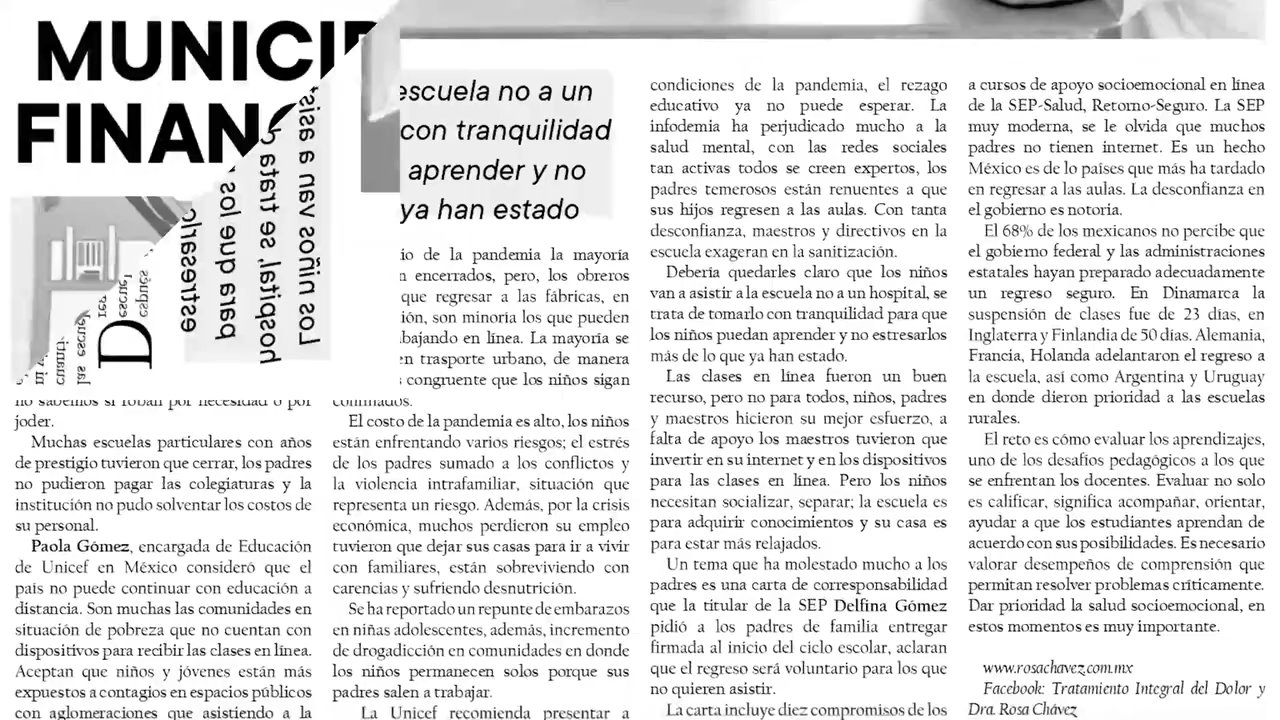 MUNICIP
FINANC
Los niños van a asis
hospital, se trata d
para que los
estresarlo
D
escuel
espués
cuanti-
las escuel
no sabemos si roban por necesidad o por
joder.
Muchas escuelas particulares con años
de prestigio tuvieron que cerrar, los padres
no pudieron pagar las colegiaturas y la
institución no pudo solventar los costos de
su personal.
Paola Gómez, encargada de Educación
de Unicef en México consideró que el
país no puede continuar con educación a
distancia. Son muchas las comunidades en
situación de pobreza que no cuentan con
dispositivos para recibir las clases en línea.
Aceptan que niños y jóvenes están más
expuestos a contagios en espacios públicos
con aglomeraciones que asistiendo a la
escuela no a un
con tranquilidad
aprender y no
ya han estado
io de la pandemia la mayoría
n encerrados, pero, los obreros
que regresar a las fábricas, en
ión, son minoría los que pueden
bajando en línea. La mayoría se
en trasporte urbano, de manera
congruente que los niños sigan
confinados.
El costo de la pandemia es alto, los niños
están enfrentando varios riesgos; el estrés
de los padres sumado a los conflictos y
la violencia intrafamiliar, situación que
representa un riesgo. Además, por la crisis
económica, muchos perdieron su empleo
tuvieron que dejar sus casas para ir a vivir
con familiares, están sobreviviendo con
carencias y sufriendo desnutrición.
Se ha reportado un repunte de embarazos
en niñas adolescentes, además, incremento
de drogadicción en comunidades en donde
los niños permanecen solos porque sus
padres salen a trabajar.
La Unicef recomienda presentar a
condiciones de la pandemia, el rezago
educativo ya no puede esperar. La
infodemia ha perjudicado mucho a la
salud mental, con las redes sociales
tan activas todos se creen expertos, los
padres temerosos están renuentes a que
sus hijos regresen a las aulas. Con tanta
desconfianza, maestros y directivos en la
escuela exageran en la sanitización.
Debería quedarles claro que los niños
van a asistir a la escuela no a un hospital, se
trata de tomarlo con tranquilidad para que
los niños puedan aprender y no estresarlos
más de lo que ya han estado.
Las clases en línea fueron un buen
recurso, pero no para todos, niños, padres
y maestros hicieron su mejor esfuerzo, a
falta de apoyo los maestros tuvieron que
invertir en su internet y en los dispositivos
para las clases en línea. Pero los niños
necesitan socializar, separar; la escuela es
para adquirir conocimientos y su casa es
para estar más relajados.
Un tema que ha molestado mucho a los
padres es una carta de corresponsabilidad
que la titular de la SEP Delfina Gómez
pidió a los padres de familia entregar
firmada al inicio del ciclo escolar, aclaran
que el regreso será voluntario para los que
no quieren asistir.
La carta incluye diez compromisos de los
a cursos de apoyo socioemocional en línea
de la SEP-Salud, Retorno-Seguro. La SEP
muy moderna, se le olvida que muchos
padres no tienen internet. Es un hecho
México es de lo países que más ha tardado
en regresar a las aulas. La desconfianza en
el gobierno es notoria.
El 68% de los mexicanos no percibe que
el gobierno federal y las administraciones
estatales hayan preparado adecuadamente
un regreso seguro. En Dinamarca la
suspensión de clases fue de 23 días, en
Inglaterra y Finlandia de 50 días. Alemania,
Francia, Holanda adelantaron el regreso a
la escuela, así como Argentina y Uruguay
en donde dieron prioridad a las escuelas
rurales.
El reto es cómo evaluar los aprendizajes,
uno de los desafíos pedagógicos a los que
se enfrentan los docentes. Evaluar no solo
es calificar, significa acompañar, orientar,
ayudar a que los estudiantes aprendan de
acuerdo con sus posibilidades. Es necesario
valorar desempeños de comprensión que
permitan resolver problemas críticamente.
Dar prioridad la salud socioemocional, en
estos momentos es muy importante.
www.rosachavez.com.mx
Facebook: Tratamiento Integral del Dolor y
Dra. Rosa Chávez